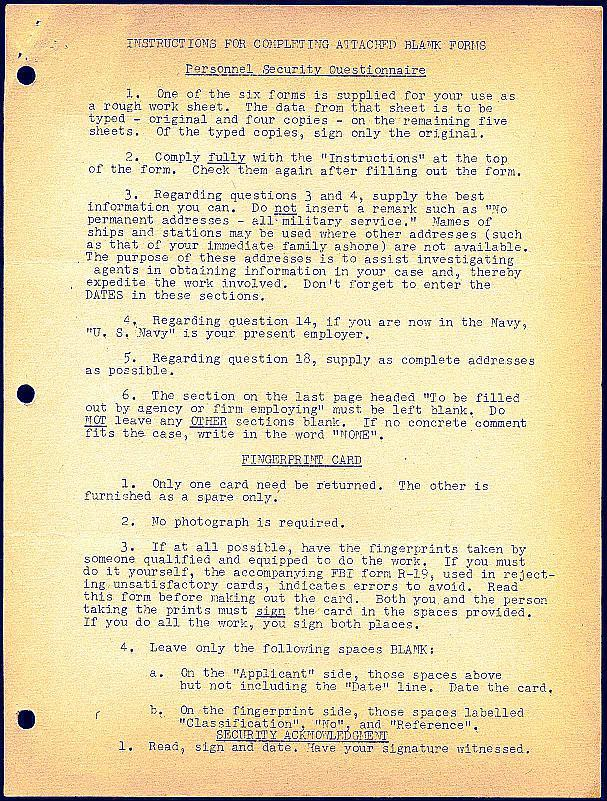 INSTRUCTIONS FOR COMPLETING ATTACHED BLANK FORMS
Personnel Security Questionnaire
1. One of the six forms is supplied for your use as
a rough work sheet. The data from that sheet is to be
typed - original and four copies - on the remaining five
sheets. Of the typed copies, sign only the original.
2. Comply fully with the "Instructions" at the top
of the form. Check them again after filling out the form.
3. Regarding questions 3 and 4, supply the best
information you can. Do not insert a remark such as "No
permanent addresses - all military service." Names of
ships and stations may be used where other addresses (such
as that of your immediate family ashore) are not available.
The purpose of these addresses is to assist investigating
agents in obtaining information in your case and, thereby
expedite the work involved. Don't forget to enter the
DATES in these sections.
4. Regarding question 14, if you are now in the Navy,
"U. S. Navy" is your present employer.
5. Regarding question 18, supply as complete addresses
as possible.
6. The section on the last page headed "To be filled
out by agency or firm employing" must be left blank. Do
NOT leave any OTHER sections blank. If no concrete comment
fits the case, write in the word "NONE".
FINGERPRINT CARD
1. Only one card need be returned. The other is
furnished as a spare only.
2. No photograph is required.
3. If at all possible, have the fingerprints taken by
someone qualified and equipped to do the work. If you must
do it yourself, the accompanying FBI form R-19, used in reject-
ing unsatisfactory cards, indicates errors to avoid. Read
this form before making out the card. Both you and the person
taking the prints must sign the card in the spaces provided.
If you do all the work, you sign both places.
4. Leave only the following spaces BLANK:
a. On the "Applicant" side, those spaces above
but not including the "Date" line. Date the card.
b. On the fingerprint side, those spaces labelled
"Classification", "No", and "Reference".
SECURITY ACKNOWLEDGMENT
1. Read, sign and date. Have your signature witnessed.